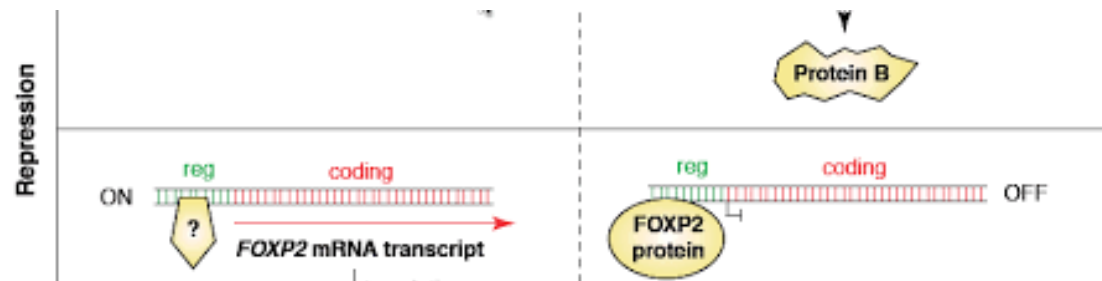 Repression
Protein B
reg
coding
ON
?
FOXP2 mRNA transcript
reg
coding
OFF
FOXP2
protein